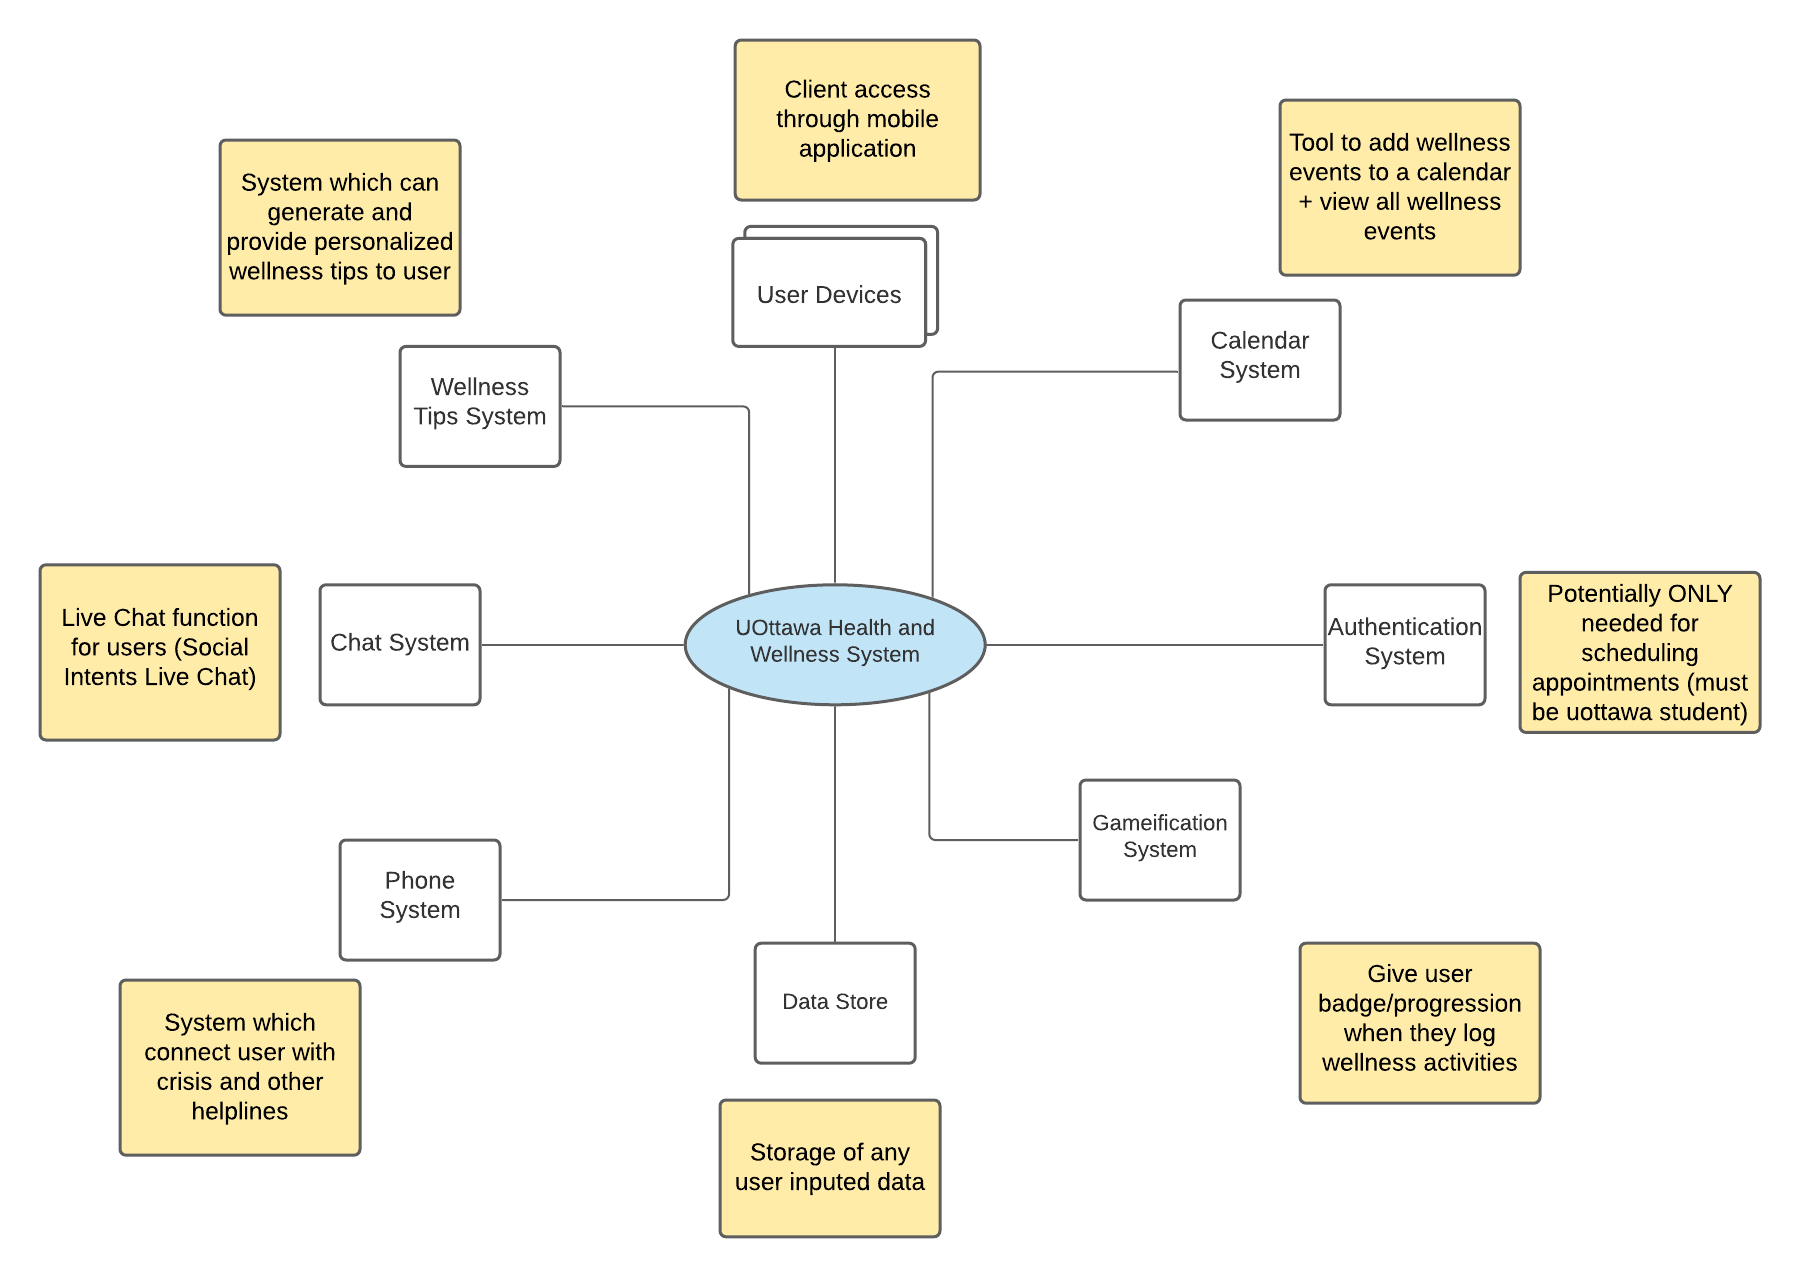 Client access
through mobile
application
Tool to add wellness
events to a calendar
+ view all wellness
events
System which can
generate and
provide personalized
wellness tips to user
User Devices
Calendar
System
Wellness
Tips System
Live Chat function
for users (Social
Intents Live Chat)
Chat System
UOttawa Health and
Wellness System
Authentication
System
Potentially ONLY
needed for
scheduling
appointments (must
be uottawa student)
Gameification
System
Phone
System
Data Store
Give user
badge/progression
when they log
wellness activities
System which
connect user with
crisis and other
helplines
Storage of any
user inputed data